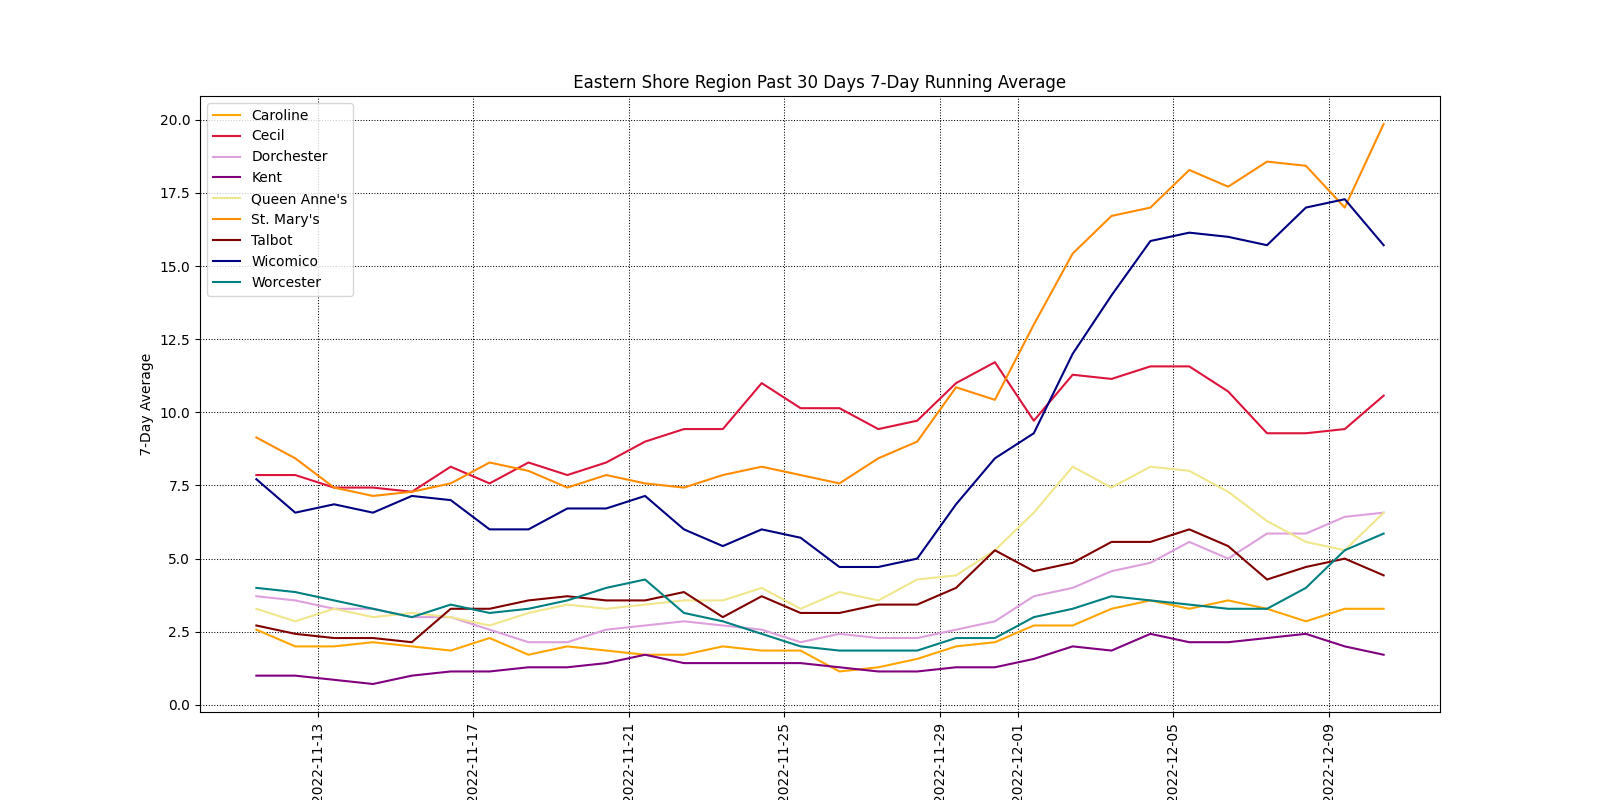 Eastern Shore Region Past 30 Days 7-Day Running Average
Caroline
Cecil
Dorchester
Kent
Queen Anne's
St. Mary's
Talbot
Wicomico
Worcester
20.0
17.5
15.0
12.5
10.0
7.5
5.0
2.5
0.0
7-Day Average
2022-11-13
2022-11-17
2022-11-21
2022-11-25
2022-11-29
2022-12-01
2022-12-05
2022-12-09